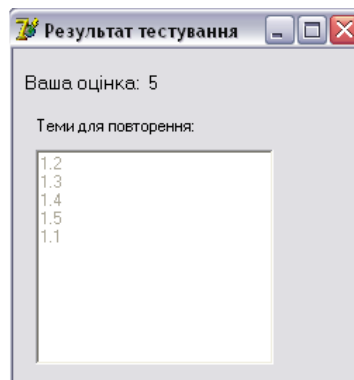 Результат тестування
Ваша оцінка: 5
Теми для повторення:
1.2
1.3
1.4
1.5
1.1